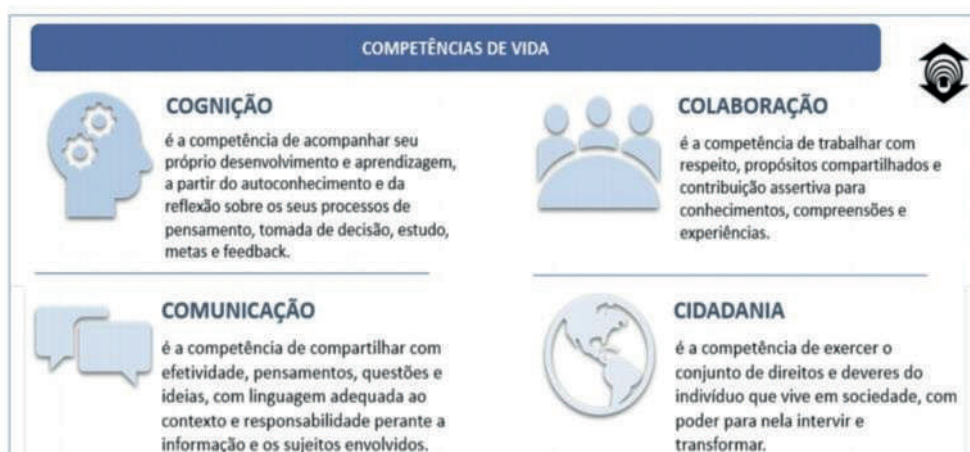 COMPETÊNCIAS DE VIDA
COGNIÇÃO
é a competência de acompanhar seu
próprio desenvolvimento e aprendizagem,
a partir do autoconhecimento e da
reflexão sobre os seus processos de
pensamento, tomada de decisão, estudo,
metas e feedback.
COLABORAÇÃO
é a competência de trabalhar com
respeito, propósitos compartilhados e
contribuição assertiva para
conhecimentos, compreensões e
experiências.
COMUNICAÇÃO
é a competência de compartilhar com
efetividade, pensamentos, questões e
ideias, com linguagem adequada ao
contexto e responsabilidade perante a
informação e os sujeitos envolvidos.
CIDADANIA
é a competência de exercer o
conjunto de direitos e deveres do
indivíduo que vive em sociedade, com
poder para nela intervir e
transformar.